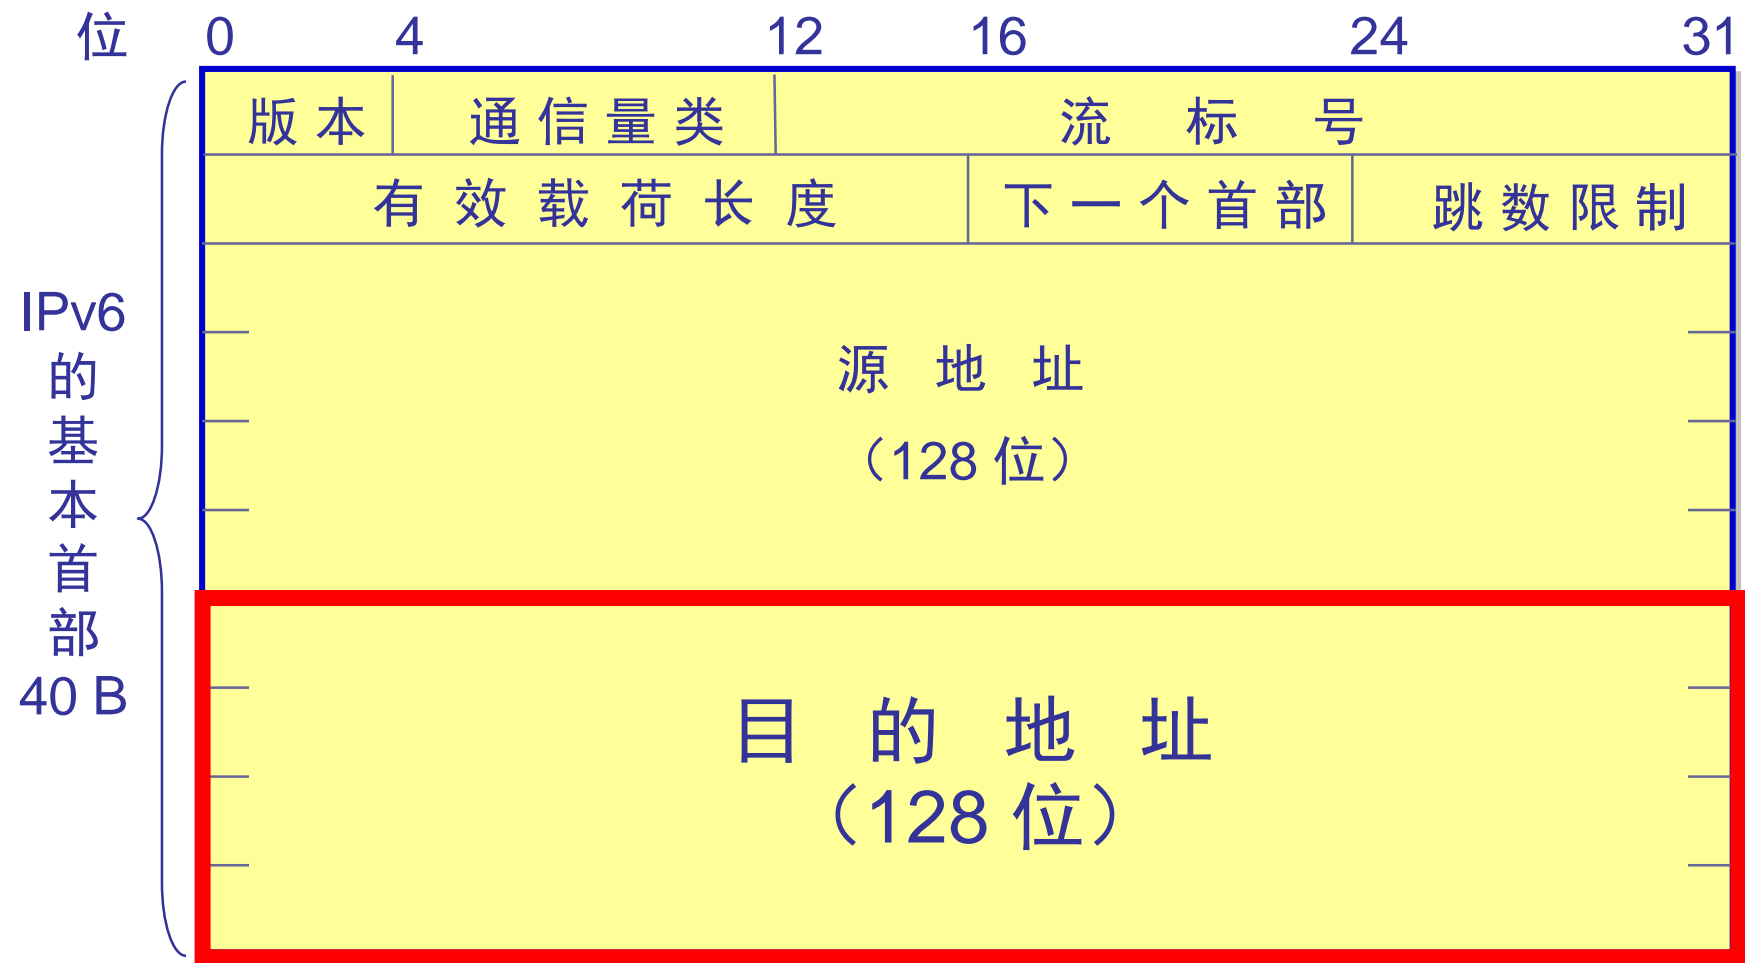 位 0 4 12 16 24 31
版本 通信量类 流标号
有效载荷长度 下一个首部 跳数限制
源地址
（128 位）
目的地址
（128 位）
IPv6
的
基
本
首
部
40 B